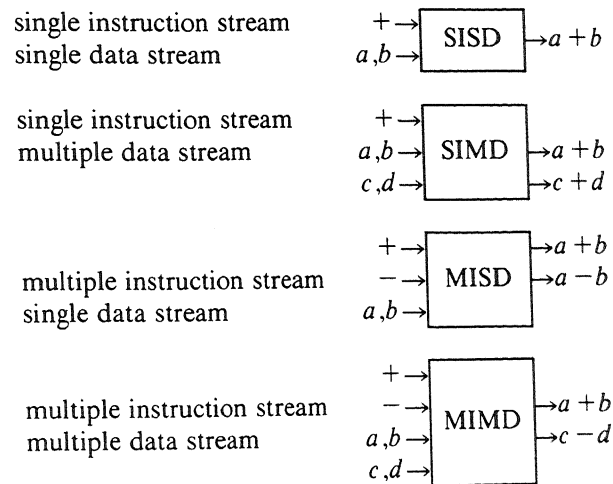 single instruction stream
single data stream
+ →
a,b →
SISD
→ a + b
single instruction stream
multiple data stream
+ →
a,b →
c,d →
SIMD
→ a + b
→ c + d
multiple instruction stream
single data stream
+ →
− →
a,b →
MISD
→ a + b
→ a − b
multiple instruction stream
multiple data stream
+ →
− →
a,b →
c,d →
MIMD
→ a + b
→ c − d